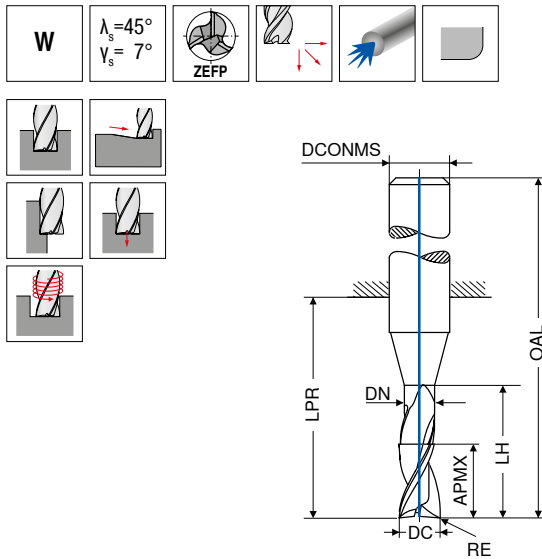 W
λs=45°
γs= 7°
ZEFP
DCONMS
OAL
LPR
DN
LH
APMX
DC
RE